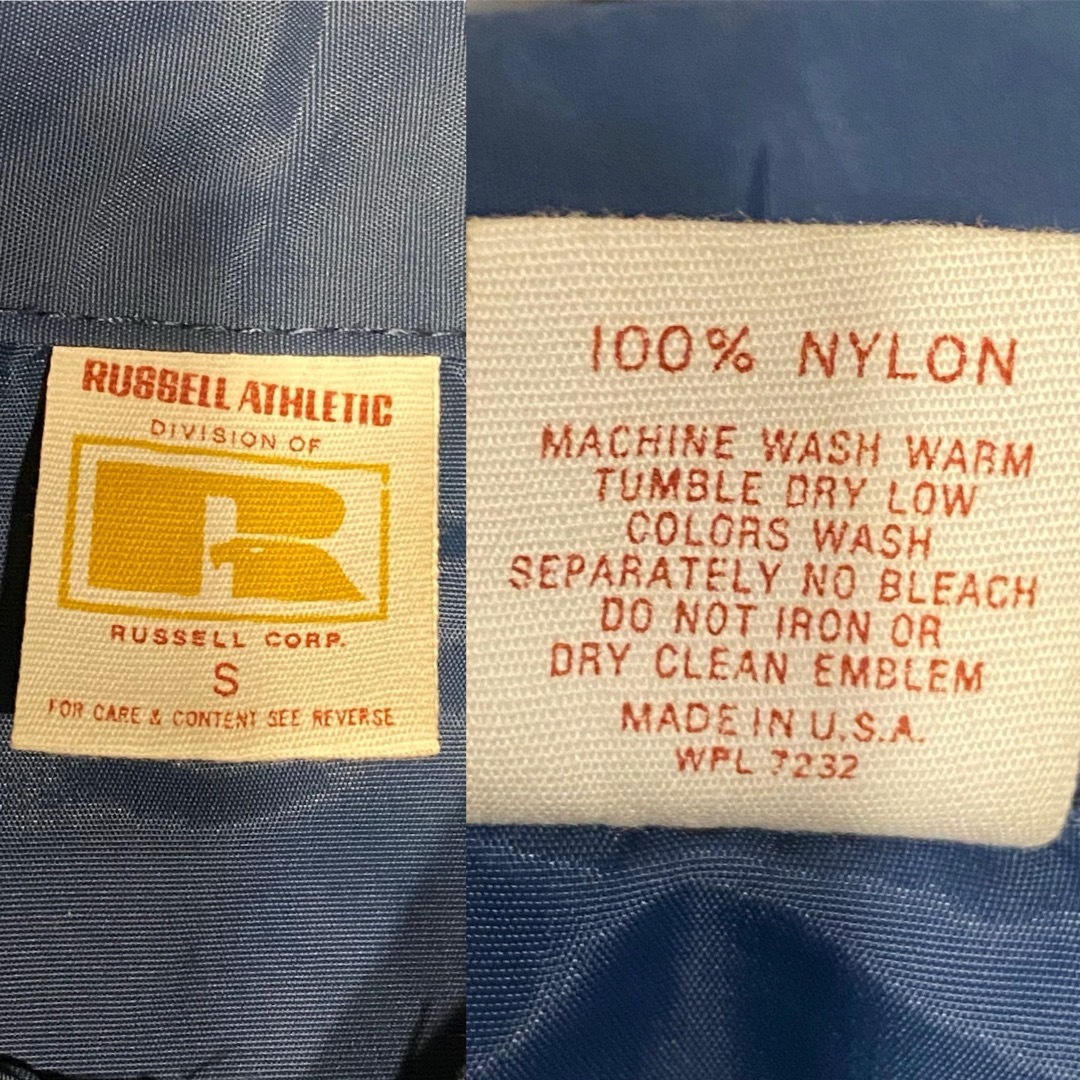 RUSSELL ATHLETIC
DIVISION OF
R
RUSSELL CORP.
S
FOR CARE & CONTENT SEE REVERSE
100% NYLON
MACHINE WASH WARM
TUMBLE DRY LOW
COLORS WASH
SEPARATELY NO BLEACH
DO NOT IRON OR
DRY CLEAN EMBLEM
MADE IN U.S.A.
WPL 7232